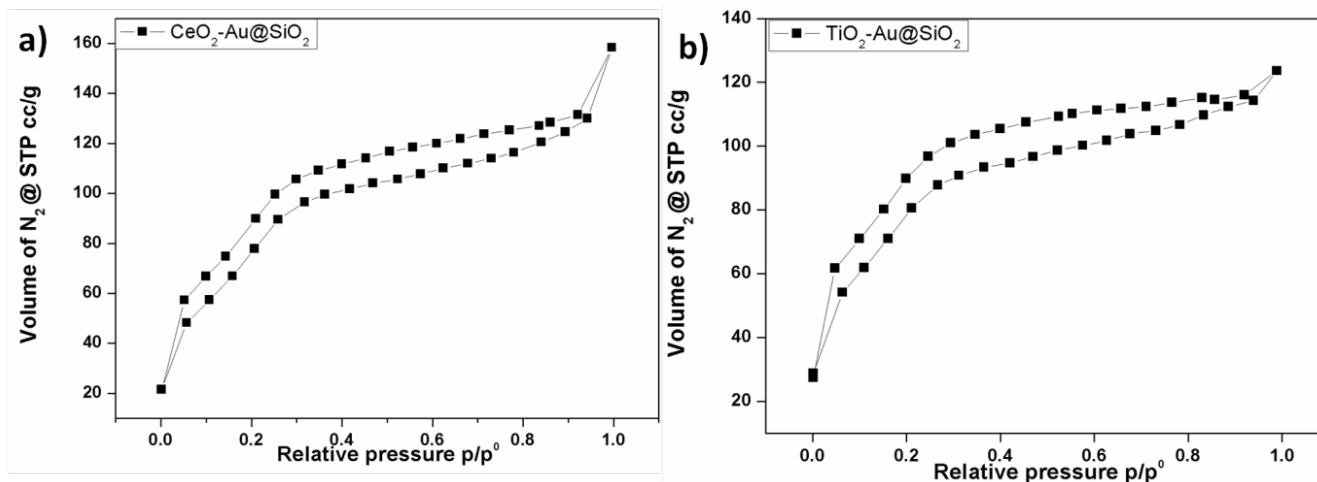 a)
CeO₂-Au@SiO₂
Volume of N₂ @ STP cc/g
160
140
120
100
80
60
40
20
0.0 0.2 0.4 0.6 0.8 1.0
Relative pressure p/p⁰
b)
TiO₂-Au@SiO₂
Volume of N₂ @ STP cc/g
140
120
100
80
60
40
20
0.0 0.2 0.4 0.6 0.8 1.0
Relative pressure p/p⁰